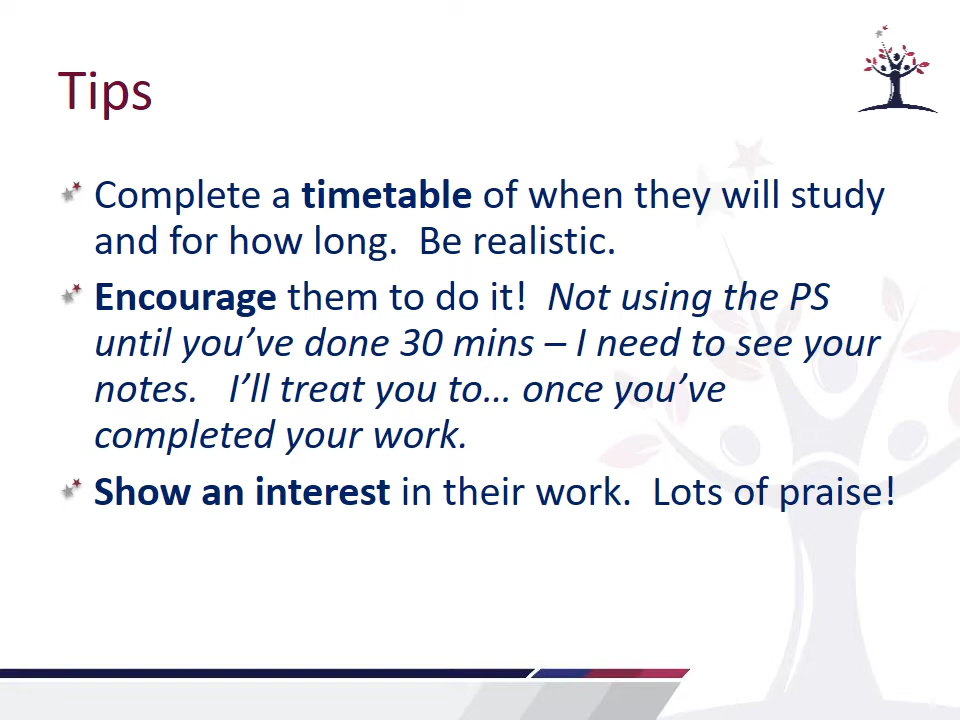 Tips
Complete a timetable of when they will study
and for how long.  Be realistic.
Encourage them to do it!  Not using the PS
until you’ve done 30 mins – I need to see your
notes.   I’ll treat you to… once you’ve
completed your work.
Show an interest in their work.  Lots of praise!